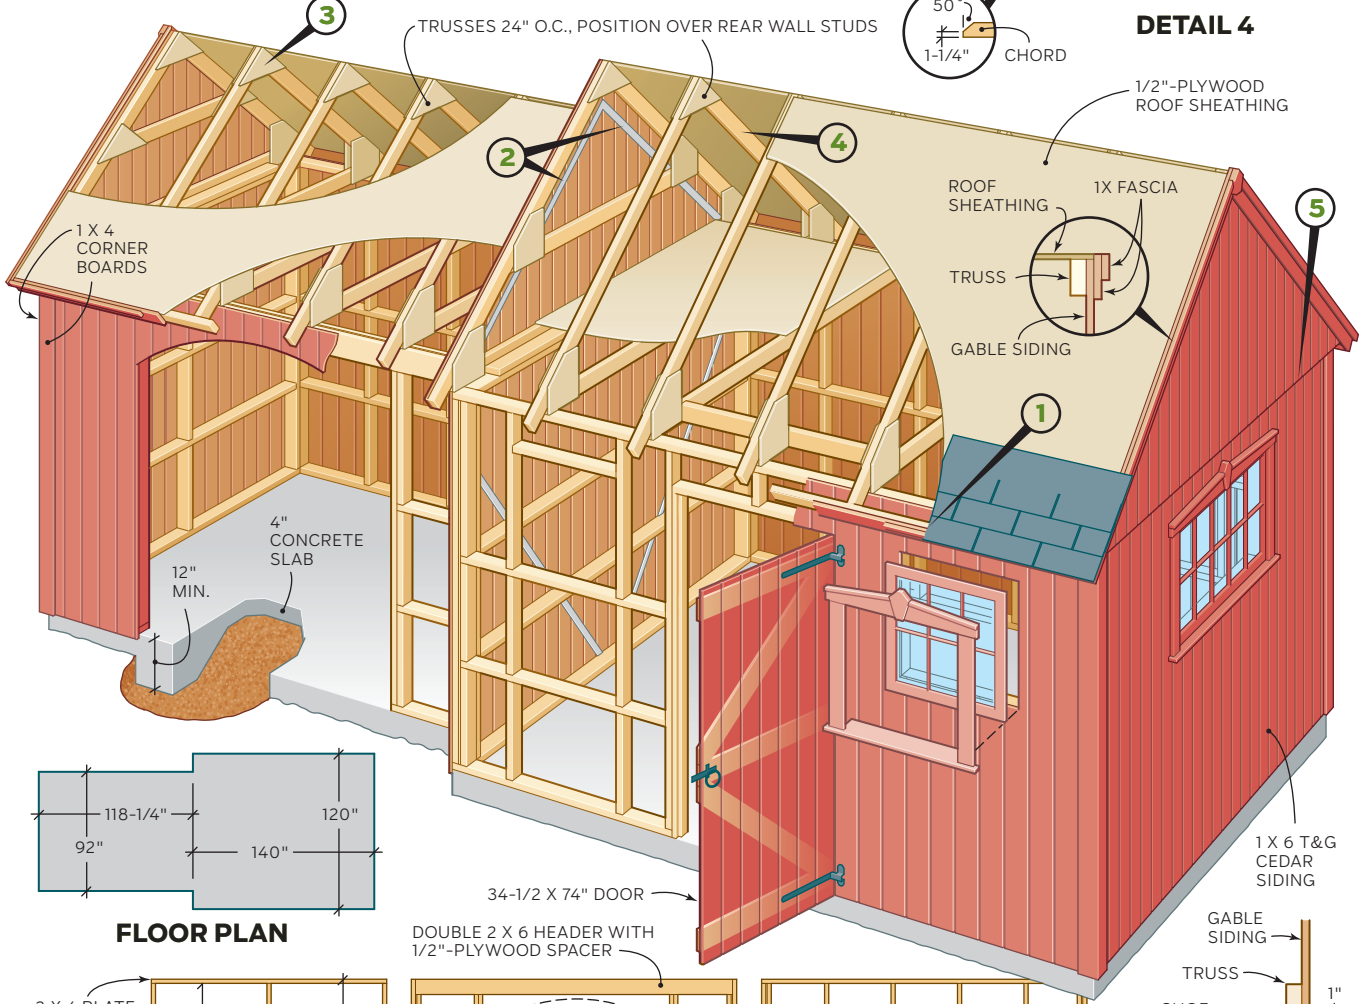 3
TRUSSES 24" O.C., POSITION OVER REAR WALL STUDS
50°
1-1/4"
CHORD
DETAIL 4
1/2"-PLYWOOD
ROOF SHEATHING
2
4
ROOF
SHEATHING
1X FASCIA
TRUSS
GABLE SIDING
5
1 X 4
CORNER
BOARDS
1
4"
CONCRETE
SLAB
12"
MIN.
118-1/4"
92"
120"
140"
FLOOR PLAN
34-1/2 X 74" DOOR
1 X 6 T&G
CEDAR
SIDING
DOUBLE 2 X 6 HEADER WITH
1/2"-PLYWOOD SPACER
GABLE
SIDING
TRUSS
1"